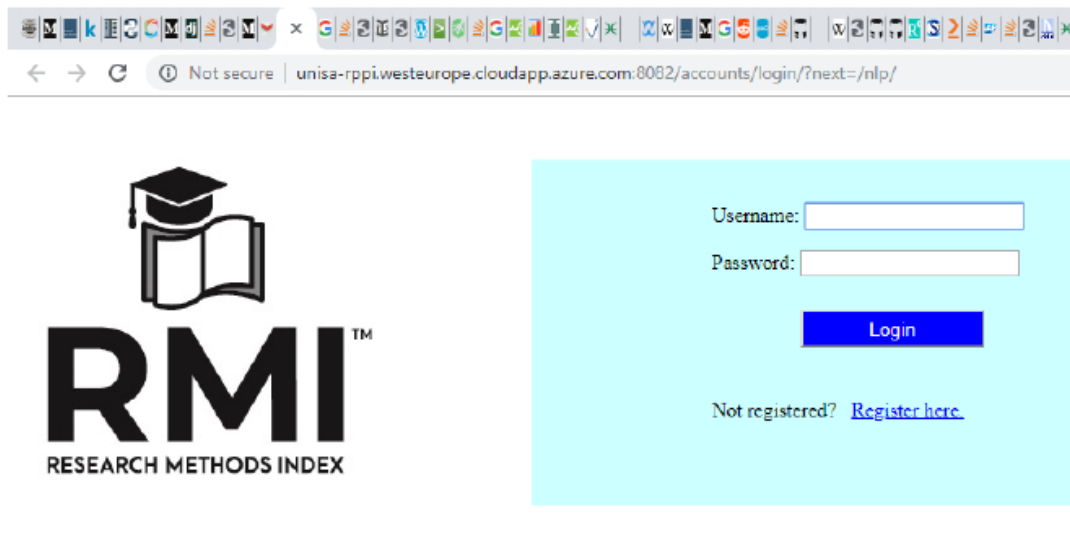 Not secure | unisa-rppi.westeurope.cloudapp.azure.com:8082/accounts/login/?next=/nlp/
Username:
Password:
Login
Not registered? Register here.
RMI™
RESEARCH METHODS INDEX